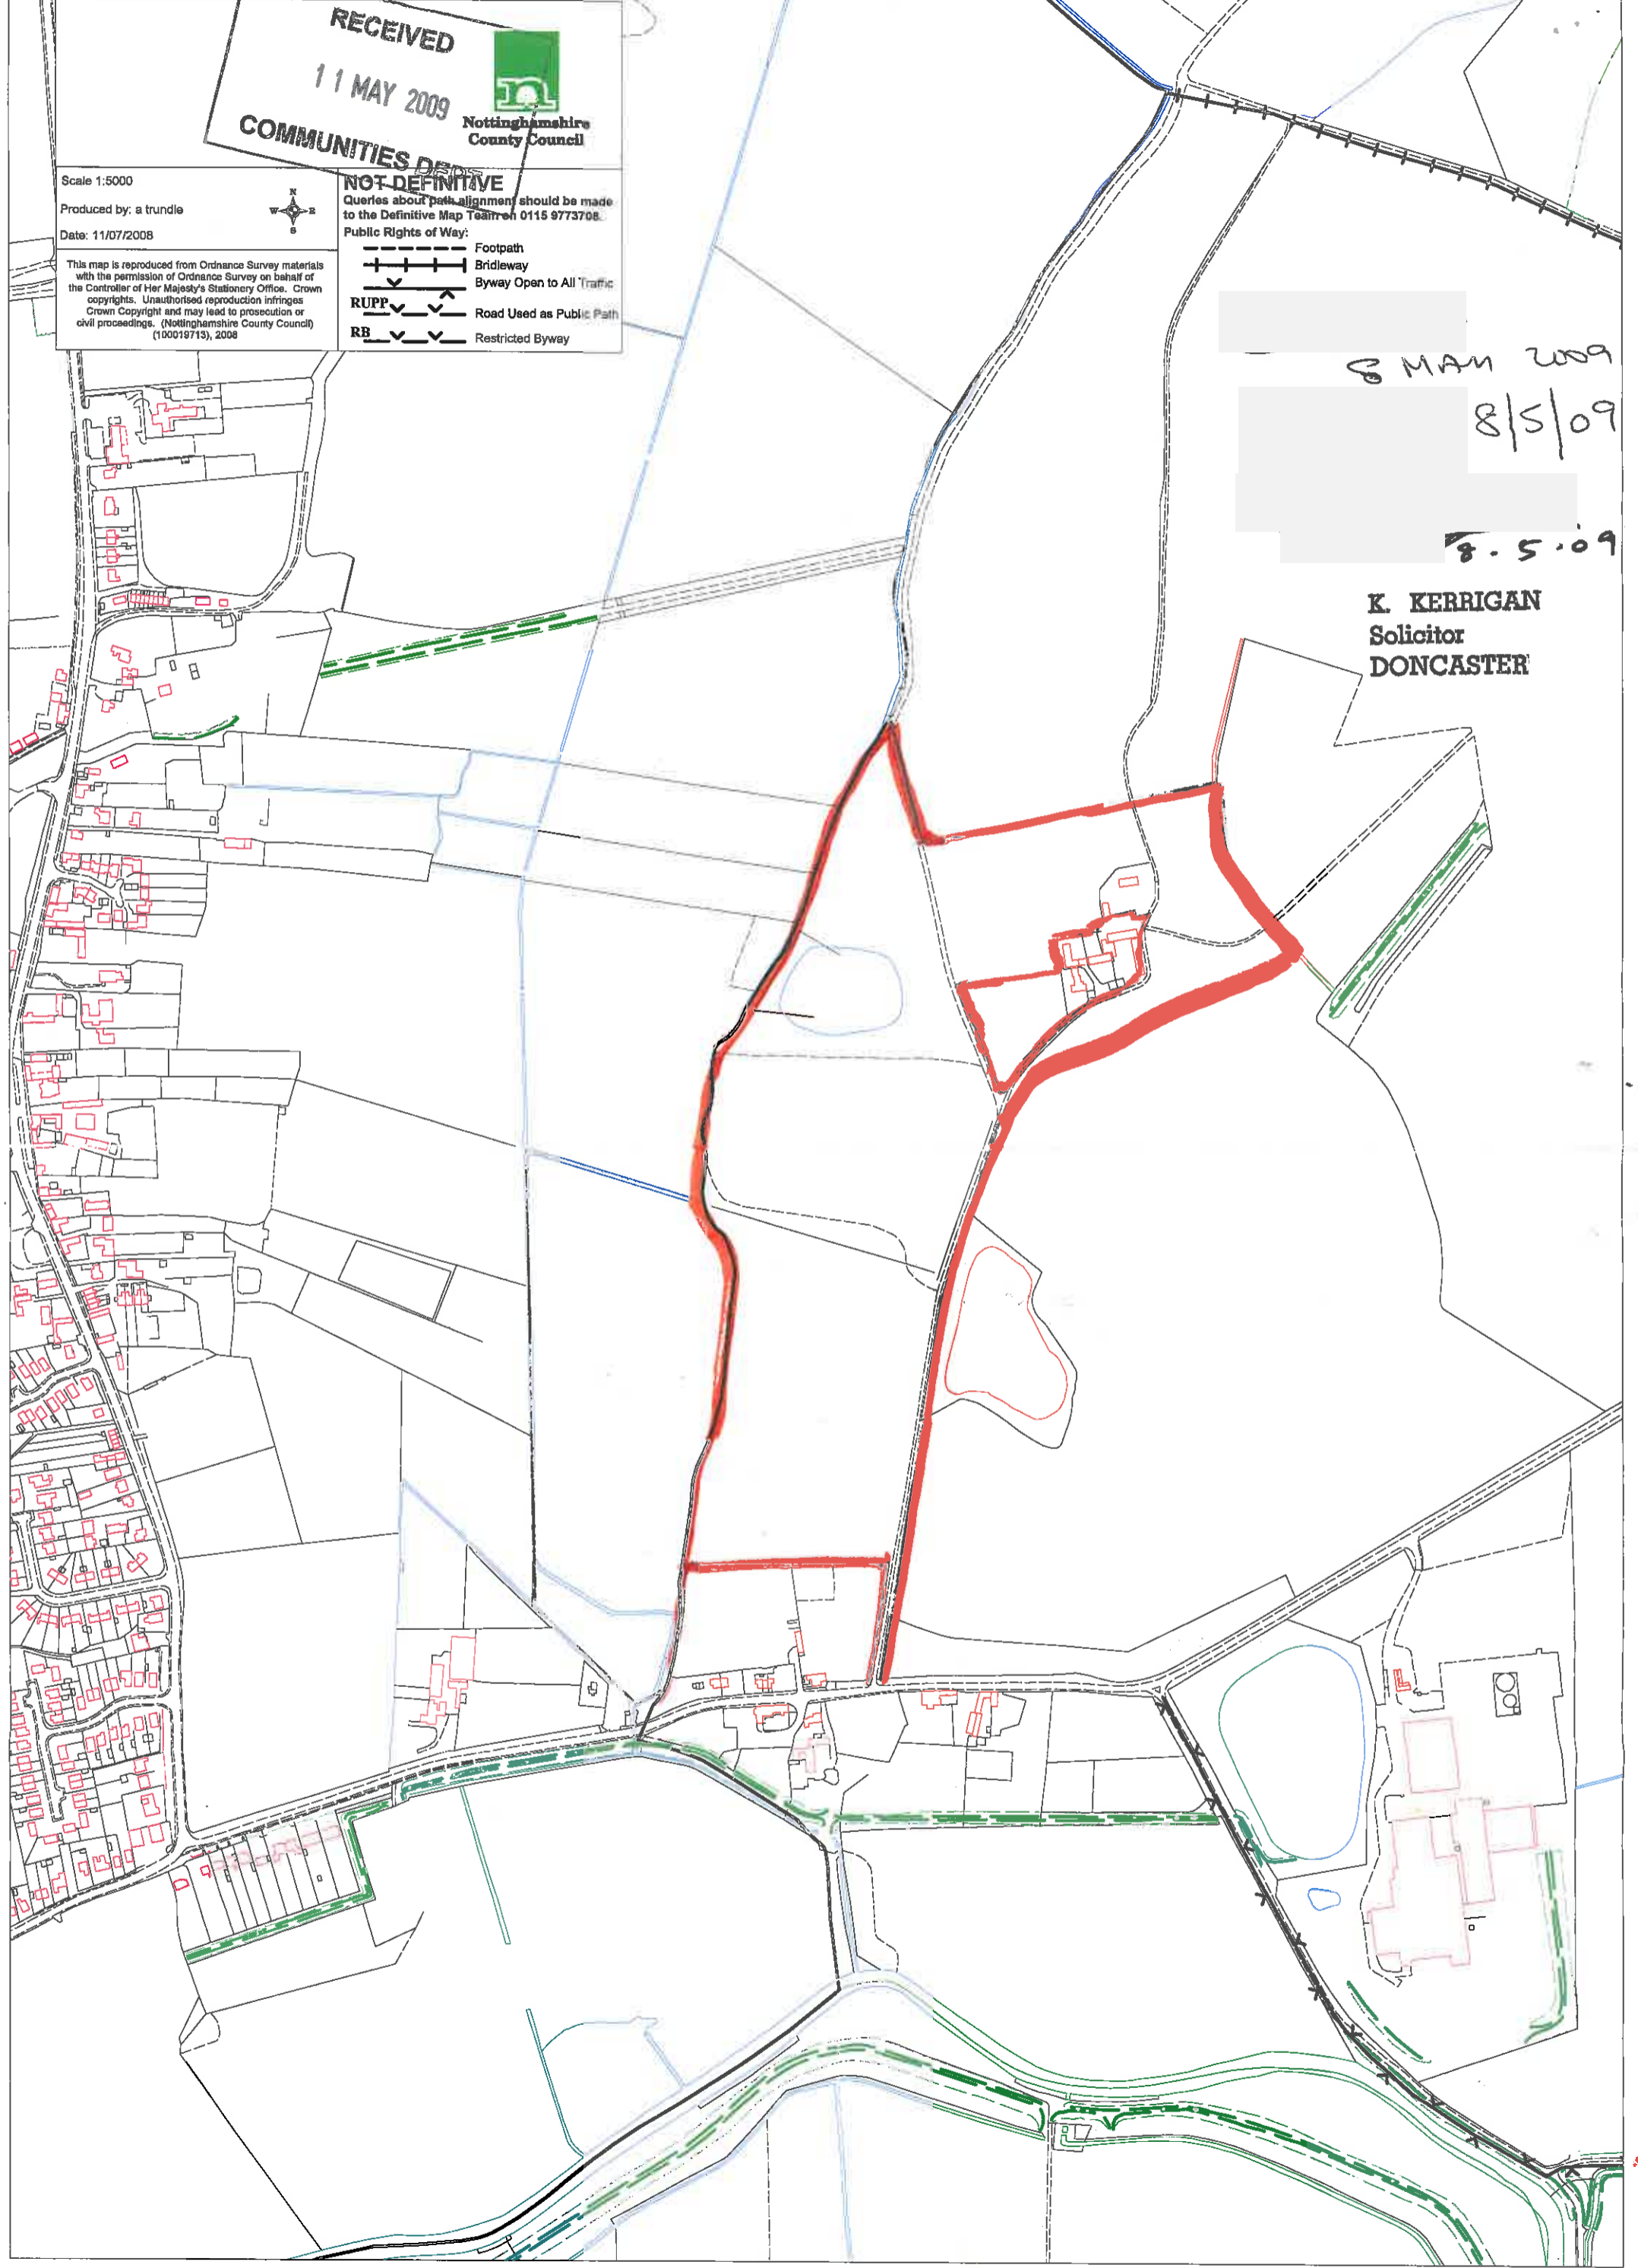 RECEIVED
11 MAY 2009
COMMUNITIES DEPT
Nottinghamshire
County Council
Scale 1:5000
Produced by: a trundle
Date: 11/07/2008
N
W E
S
This map is reproduced from Ordnance Survey materials
with the permission of Ordnance Survey on behalf of
the Controller of Her Majesty's Stationery Office. Crown
copyrights. Unauthorised reproduction infringes
Crown Copyright and may lead to prosecution or
civil proceedings. (Nottinghamshire County Council)
(100019713), 2008
NOT DEFINITIVE
Queries about path alignment should be made
to the Definitive Map Team on 0115 9773708.
Public Rights of Way:
Footpath
Bridleway
Byway Open to All Traffic
RUPP Road Used as Public Path
RB Restricted Byway
8 MAY 2009
8/5/09
8.5.09
K. KERRIGAN
Solicitor
DONCASTER